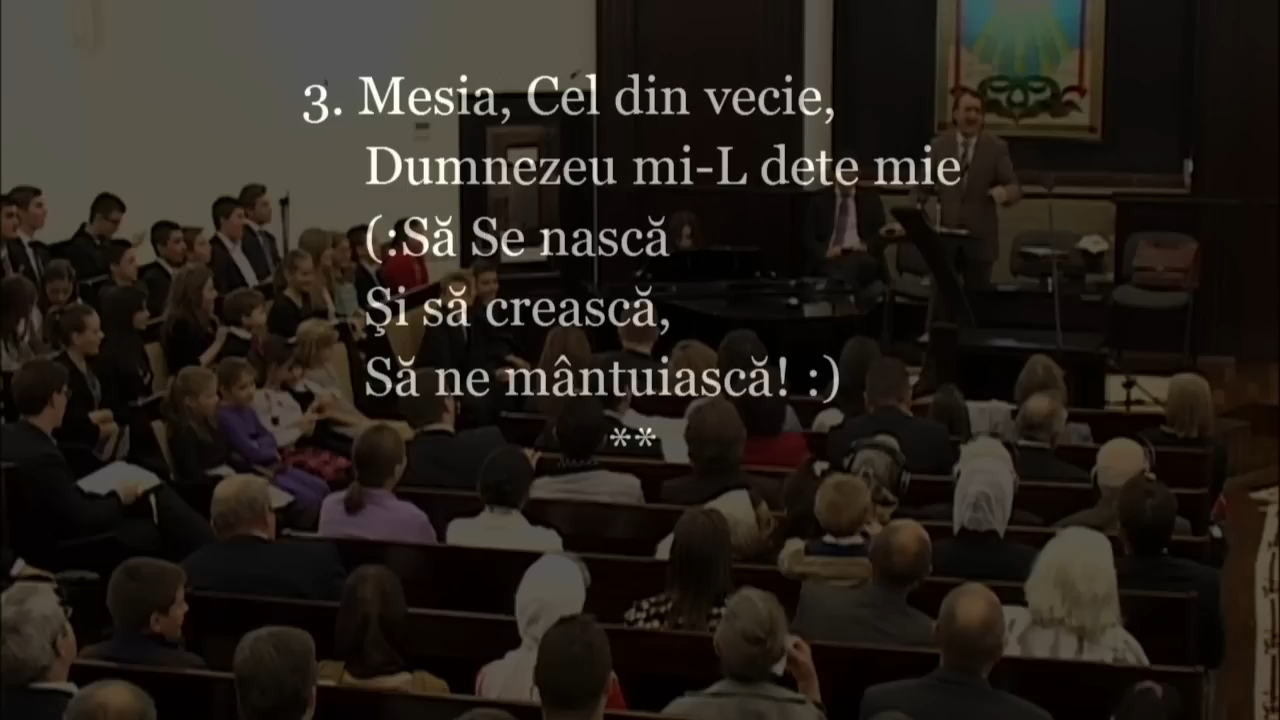 3. Mesia, Cel din vecie,
Dumnezeu mi-L dete mie
(:Să Se nască
Şi să crească,
Să ne mântuiască! :)
**